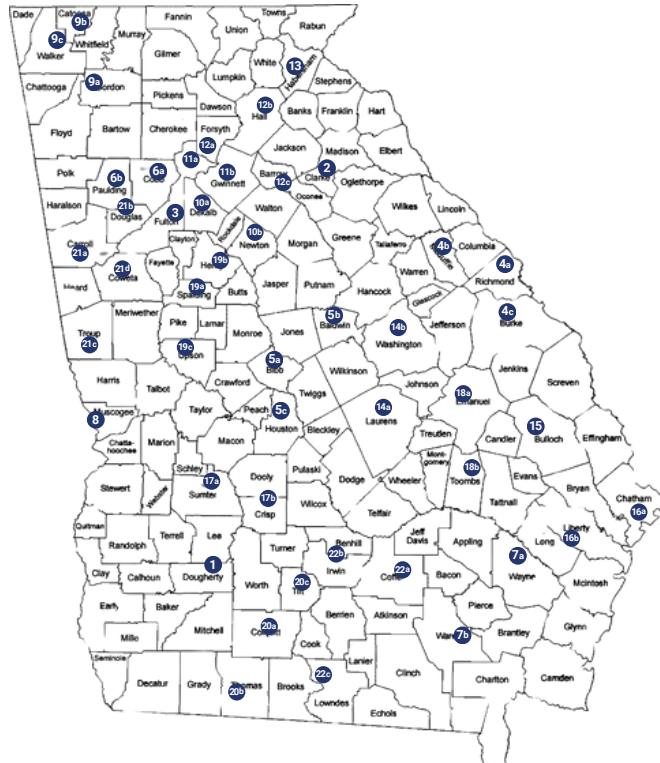 Dade
Catoosa
9b
Fannin
Towns
Rabun
Union
Murray
9c
Whitfield
Walker
Gilmer
White
13
Habersham
Lumpkin
Stephens
Chattooga
9a
Gordon
Pickens
Dawson
12b
Hall
Banks
Franklin
Hart
Floyd
Bartow
Cherokee
Forsyth
12a
Jackson
Madison
Elbert
11a
Polk
6b
6a
Cobb
11b
Gwinnett
Barrow
12c
2
Clarke
Oglethorpe
Paulding
Haralson
21b
Douglas
3
Fulton
10a
Dekalb
Walton
Oconee
Wilkes
Lincoln
Rockdale
10b
Newton
Clayton
Morgan
Greene
Taliaferro
4b
Columbia
Carroll
21a
Fayette
19b
Warren
4a
Richmond
21d
Coweta
Jasper
Putnam
Hancock
Heard
19a
Spalding
Butts
Glascock
Meriwether
Pike
Lamar
Monroe
Jones
5b
Baldwin
14b
Washington
Jefferson
4c
Burke
Troup
21c
19c
Upson
5a
Bibb
Wilkinson
Jenkins
Screven
Harris
Talbot
Crawford
Twiggs
Johnson
18a
Emanuel
8
Muscogee
Taylor
Peach
5c
Houston
14a
Laurens
15
Bulloch
Effingham
Chatta-
hoochee
Marion
Macon
Bleckley
Treutlen
Candler
Schley
17a
Sumter
Dooly
Pulaski
Dodge
Wheeler
Mont-
gomery
18b
Toombs
Evans
Bryan
Chatham
16a
Stewert
Webster
17b
Crisp
Wilcox
Telfair
Tattnall
Quitman
Randolph
Terrell
Lee
Turner
Benhill
22b
Irwin
Jeff
Davis
Appling
Long
Liberty
16b
Clay
Calhoun
1
Dougherty
Worth
20c
Tift
22a
Coffee
Bacon
7a
Wayne
Mcintosh
Early
Baker
Mitchell
20a
Berrien
Atkinson
Pierce
Mille
Cook
7b
Brantley
Glynn
Seminole
Decatur
Grady
Thomas
20b
Brooks
22c
Lowndes
Lanier
Clinch
Echols
Charlton
Camden